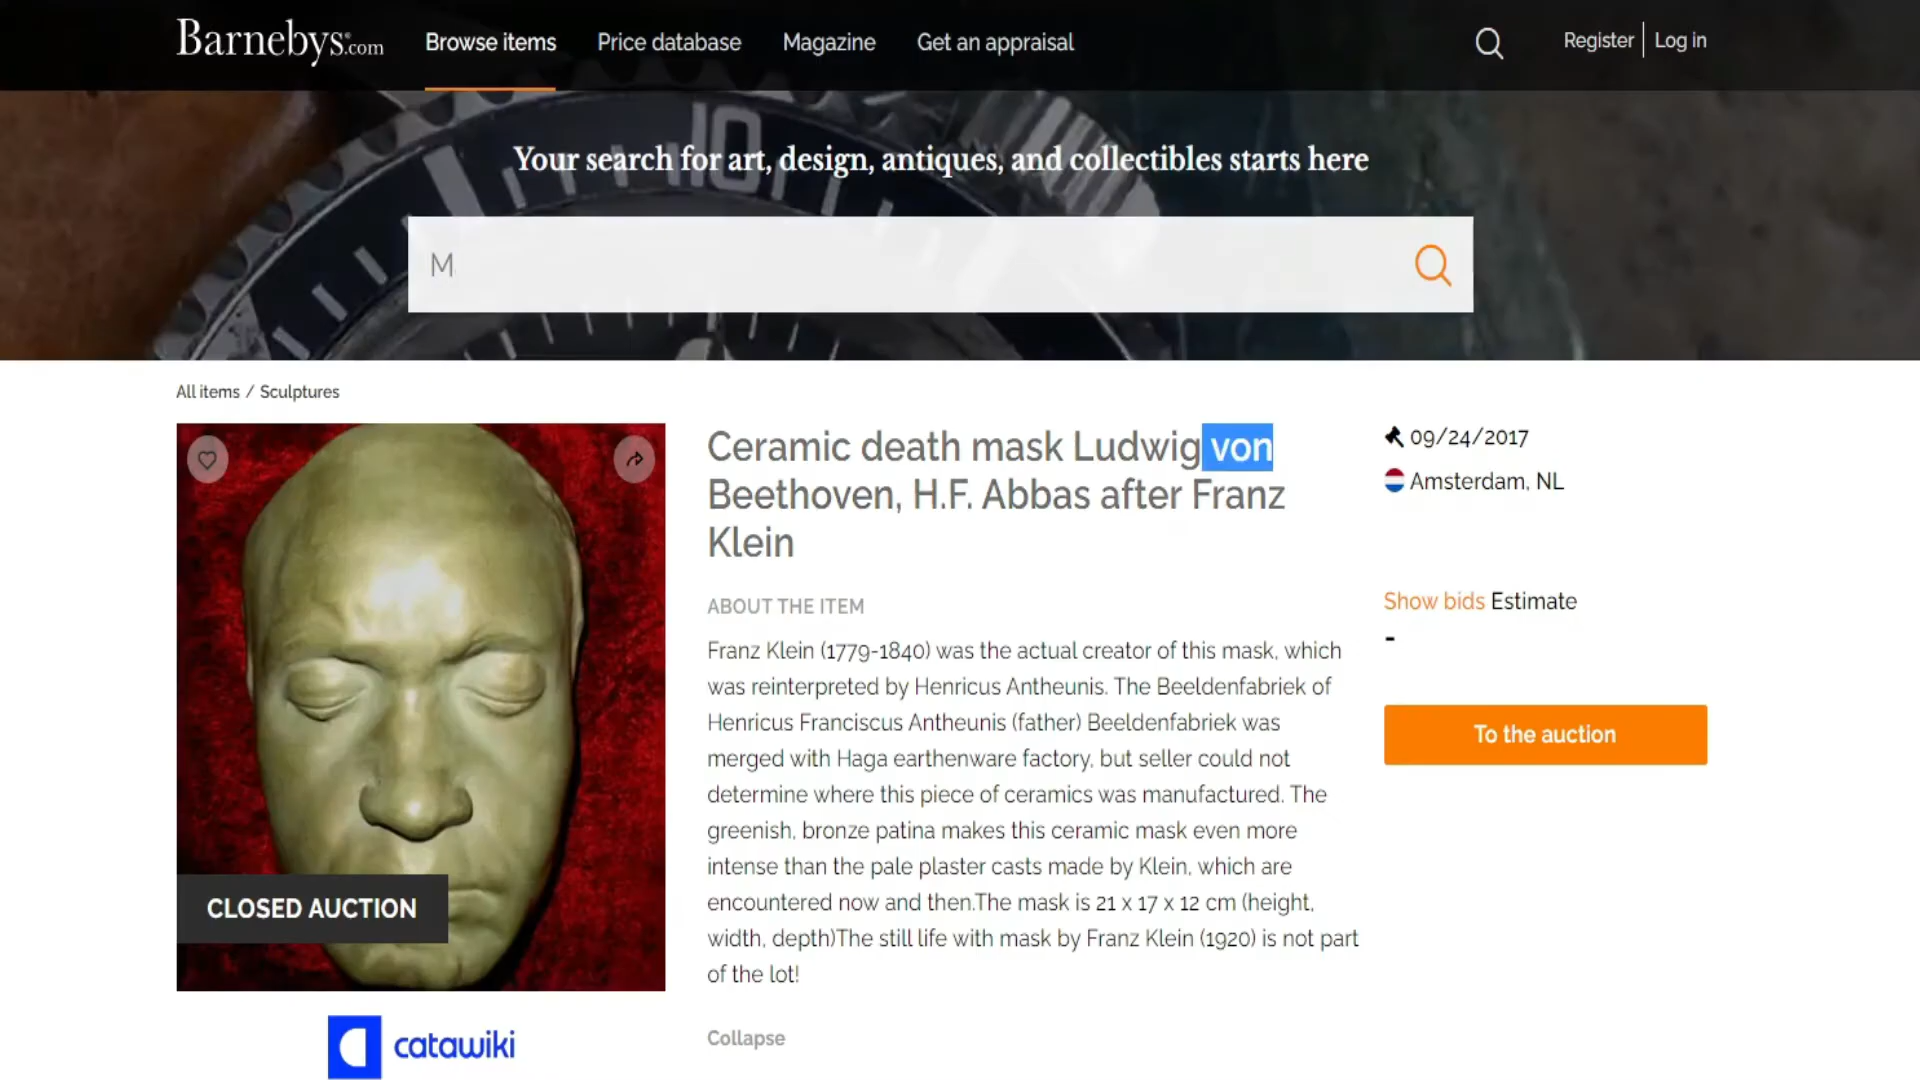 Barnebys.com Browse items Price database Magazine Get an appraisal Register Log in
10
Your search for art, design, antiques, and collectibles starts here
M
All items / Sculptures
Ceramic death mask Ludwig von
Beethoven, H.F. Abbas after Franz
Klein
ABOUT THE ITEM
Franz Klein (1779-1840) was the actual creator of this mask, which
was reinterpreted by Henricus Antheunis. The Beeldenfabriek of
Henricus Franciscus Antheunis (father) Beeldenfabriek was
merged with Haga earthenware factory, but seller could not
determine where this piece of ceramics was manufactured. The
greenish, bronze patina makes this ceramic mask even more
intense than the pale plaster casts made by Klein, which are
encountered now and then.The mask is 21 x 17 x 12 cm (height,
width, depth)The still life with mask by Franz Klein (1920) is not part
of the lot!
Collapse
CLOSED AUCTION
catawiki
09/24/2017
Amsterdam, NL
Show bids Estimate
-
To the auction